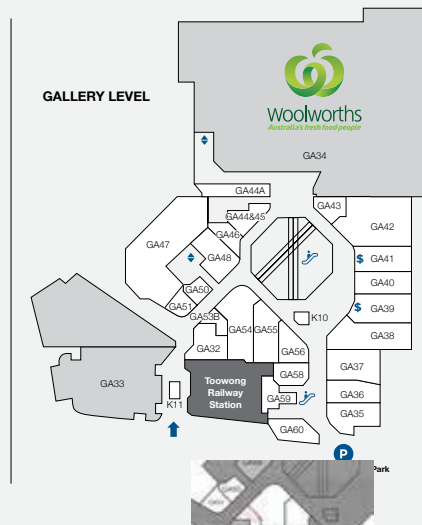 GALLERY LEVEL
Woolworths
Australia's fresh food people
GA34
GA44A
GA43
GA44&45
GA42
GA46
GA47
GA48
$ GA41
GA40
GA50
GA51
$ GA39
GA53B
K10
GA54
GA55
GA38
GA32
GA56
GA37
GA58
GA33
Toowong
Railway
Station
GA36
K11
GA59
GA35
GA60
P
Park